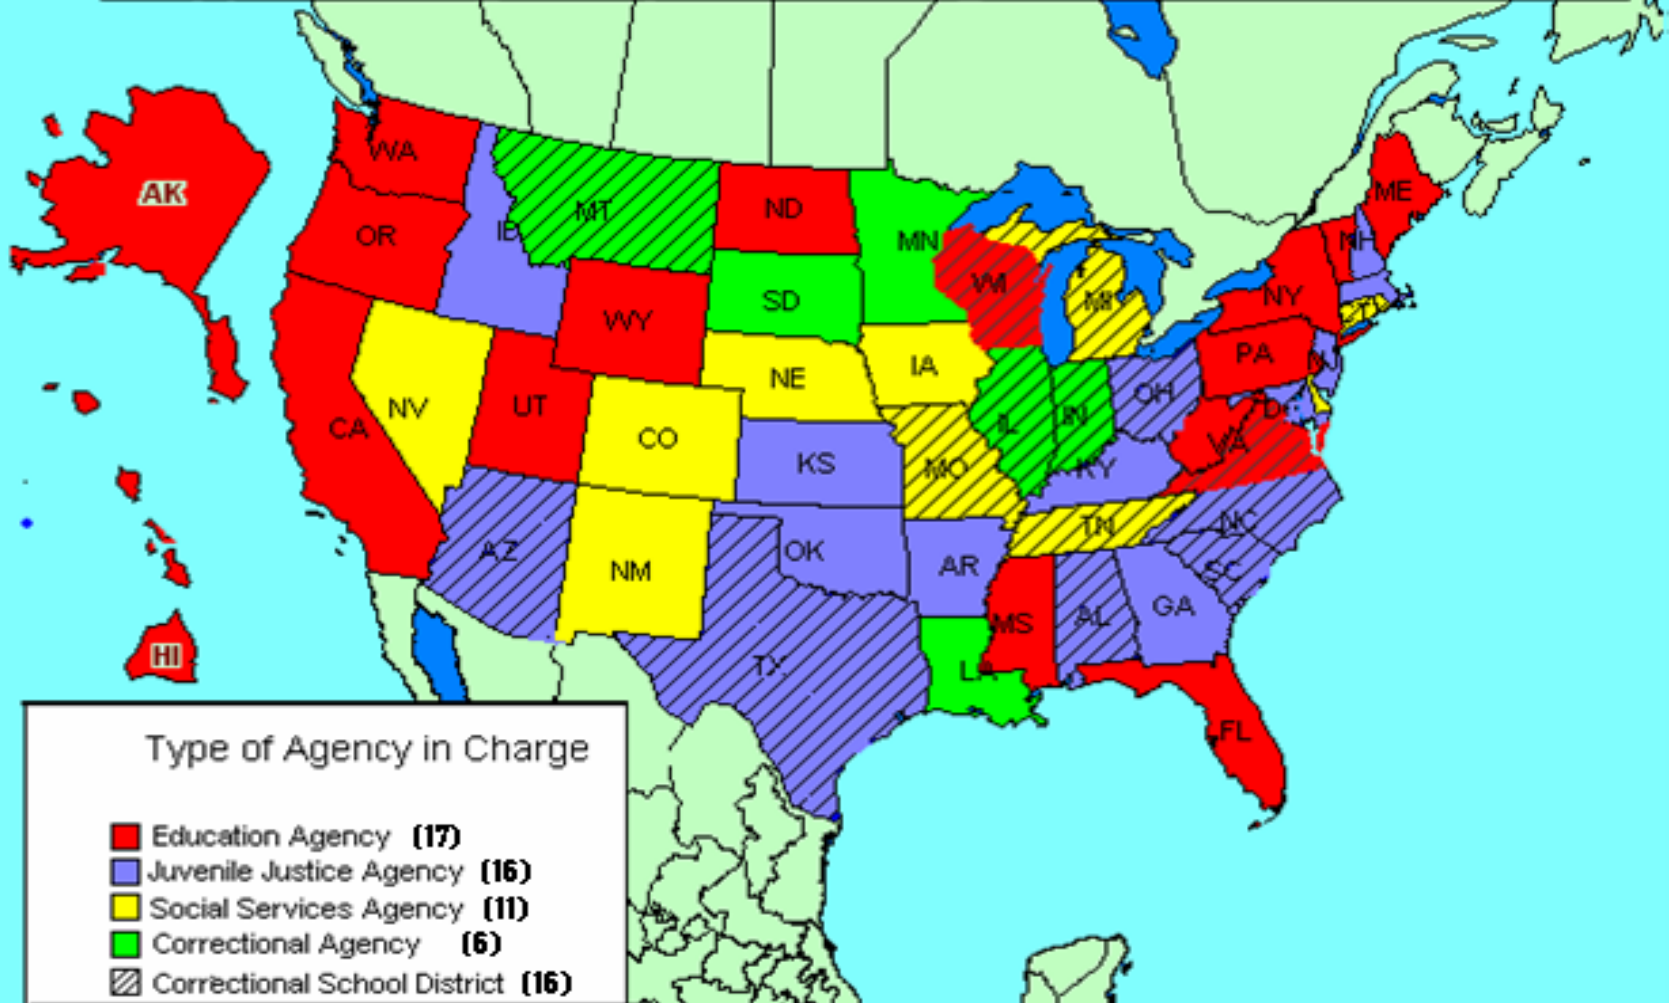 WA
AK
MT
ND
ME
OR
ID
MN
NH
WI
NY
SD
MI
WY
PA
NJ
IA
NE
OH
UT
NV
CA
CO
IL
IN
VA
KS
MO
KY
TN
NC
AZ
OK
AR
NM
SC
GA
AL
MS
HI
TX
LA
FL
Type of Agency in Charge
Education Agency (17)
Juvenile Justice Agency (16)
Social Services Agency (11)
Correctional Agency (6)
Correctional School District (16)